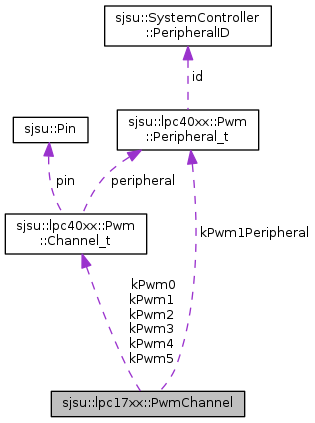 sjsu::SystemController
::PeripheralID
id
sjsu::lpc40xx::Pwm
::Peripheral_t
sjsu::Pin
pin
peripheral
sjsu::lpc40xx::Pwm
::Channel_t
kPwm1Peripheral
kPwm0
kPwm1
kPwm2
kPwm3
kPwm4
kPwm5
sjsu::lpc17xx::PwmChannel